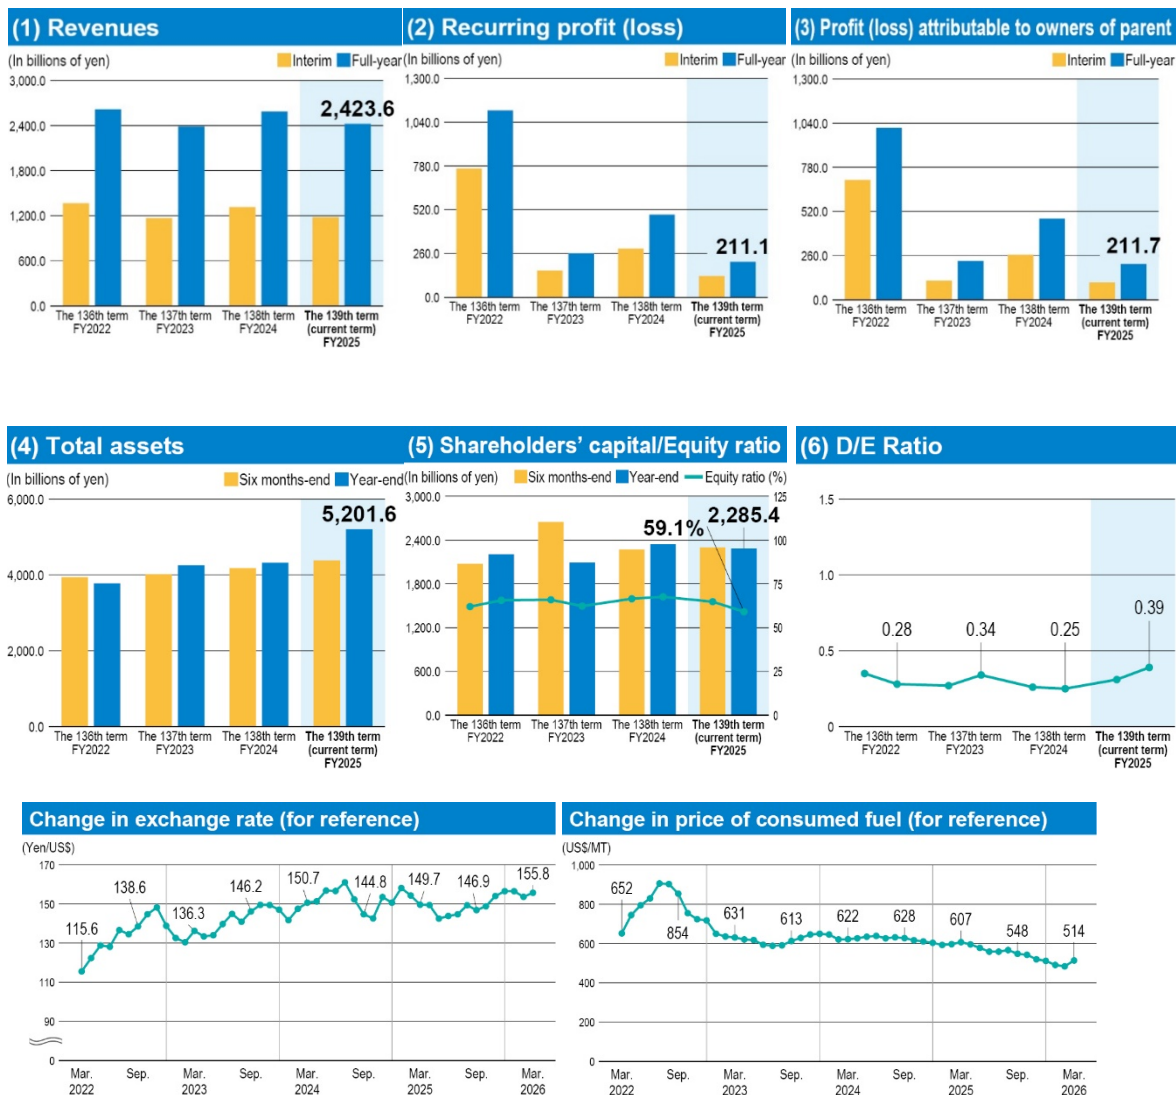 (1) Revenues
(In billions of yen)
Interim Full-year
3,000.0
2,400.0
1,800.0
1,200.0
600.0
0.0
2,423.6
The 136th term
FY2022
The 137th term
FY2023
The 138th term
FY2024
The 139th term
(current term)
FY2025
(2) Recurring profit (loss)
(In billions of yen)
Interim Full-year
1,300.0
1,040.0
780.0
520.0
260.0
0.0
211.1
The 136th term
FY2022
The 137th term
FY2023
The 138th term
FY2024
The 139th term
(current term)
FY2025
(3) Profit (loss) attributable to owners of parent
(In billions of yen)
Interim Full-year
1,300.0
1,040.0
780.0
520.0
260.0
0.0
211.7
The 136th term
FY2022
The 137th term
FY2023
The 138th term
FY2024
The 139th term
(current term)
FY2025
(4) Total assets
(In billions of yen)
Six months-end Year-end
6,000.0
4,000.0
2,000.0
0.0
5,201.6
The 136th term
FY2022
The 137th term
FY2023
The 138th term
FY2024
The 139th term
(current term)
FY2025
(5) Shareholders' capital/Equity ratio
(In billions of yen)
Six months-end Year-end Equity ratio (%)
3,000.0
2,400.0
1,800.0
1,200.0
600.0
0.0
125
100
75
50
25
0
59.1%
2,285.4
The 136th term
FY2022
The 137th term
FY2023
The 138th term
FY2024
The 139th term
(current term)
FY2025
(6) D/E Ratio
1.5
1.0
0.5
0
0.28
0.34
0.25
0.39
The 136th term
FY2022
The 137th term
FY2023
The 138th term
FY2024
The 139th term
(current term)
FY2025
Change in exchange rate (for reference)
(Yen/US$)
170
150
130
110
90
0
115.6
138.6
136.3
146.2
150.7
144.8
149.7
146.9
155.8
Mar.
2022
Sep.
Mar.
2023
Sep.
Mar.
2024
Sep.
Mar.
2025
Sep.
Mar.
2026
Change in price of consumed fuel (for reference)
(US$/MT)
1,000
800
600
400
200
0
652
854
631
613
622
628
607
548
514
Mar.
2022
Sep.
Mar.
2023
Sep.
Mar.
2024
Sep.
Mar.
2025
Sep.
Mar.
2026